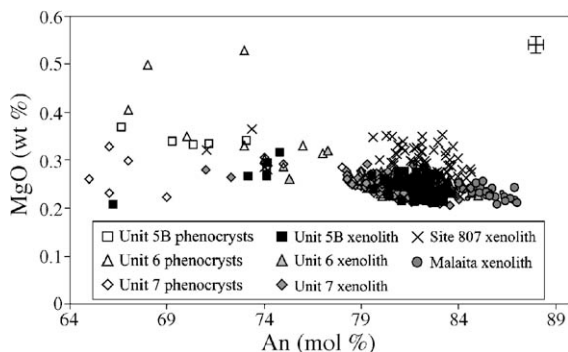 0.6
0.5
0.4
0.3
0.2
0.1
0
MgO (wt %)
Unit 5B phenocrysts
Unit 6 phenocrysts
Unit 7 phenocrysts
Unit 5B xenolith
Unit 6 xenolith
Unit 7 xenolith
Site 807 xenolith
Malaita xenolith
64 69 74 79 84 89
An (mol %)